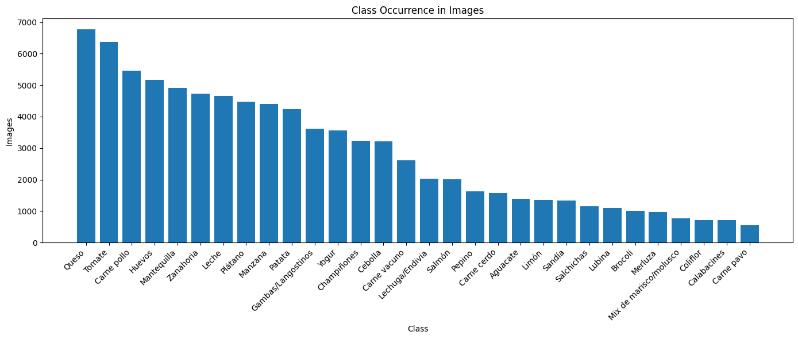 Class Occurrence in Images
7000
6000
5000
4000
3000
2000
1000
0
Images
Queso
Tomate
Carne pollo
Huevos
Mantequilla
Zanahoria
Leche
Plátano
Manzana
Patata
Gambas/Langostinos
Yogur
Champiñones
Cebolla
Carne vacuno
Lechuga/Endivia
Salmón
Pepino
Carne cerdo
Aguacate
Limón
Sandía
Salchichas
Lubina
Brocoli
Merluza
Mix de marisco/molusco
Coliflor
Calabacines
Carne pavo
Class